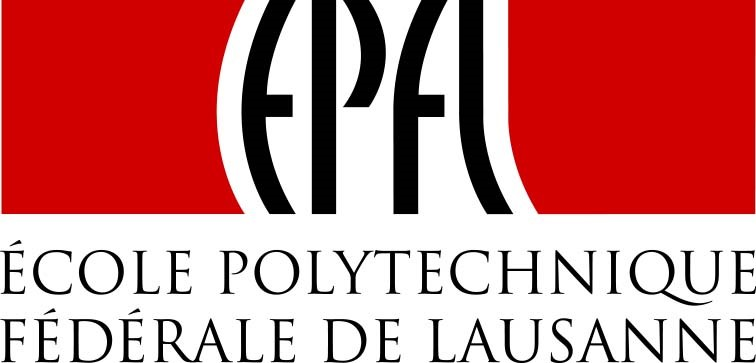 EPFL
ÉCOLE POLYTECHNIQUE
FÉDÉRALE DE LAUSANNE